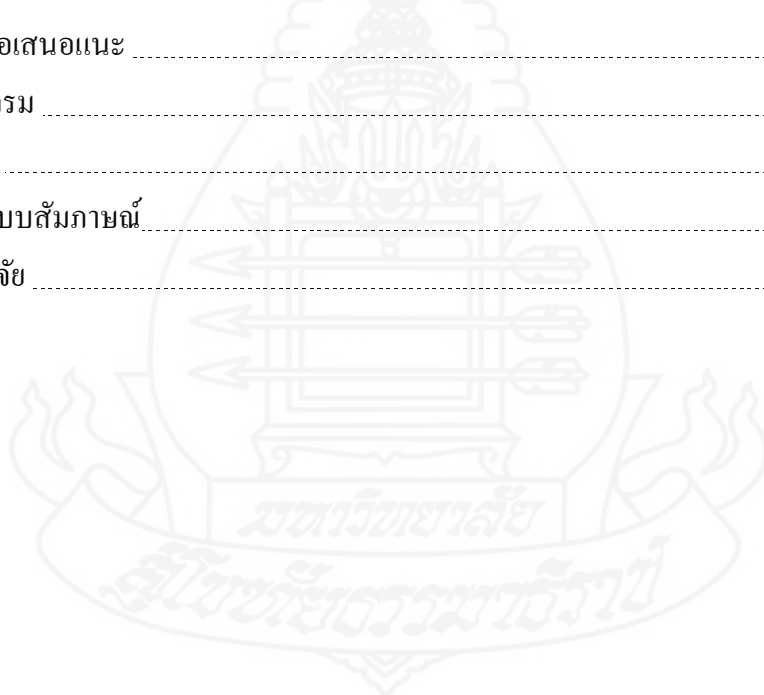 อเสนอแนะ
รรม
บบสัมภาษณ์
จัย
มหาวิทยาลัย
สุโขทัยธรรมาธิราช